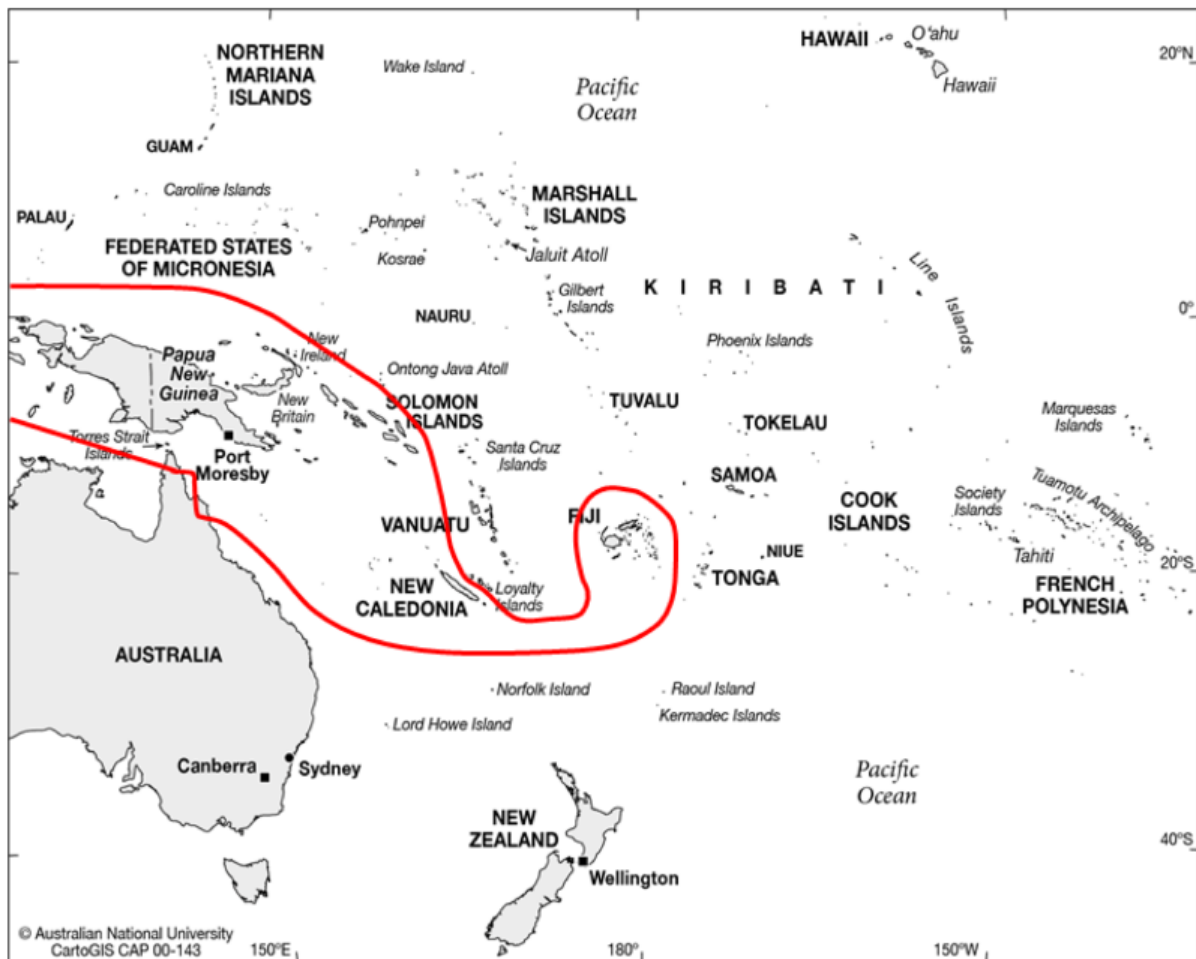 NORTHERN
MARIANA
ISLANDS
Wake Island
Pacific
Ocean
HAWAII
O'ahu
Hawaii
20°N
GUAM
Caroline Islands
PALAU
FEDERATED STATES
OF MICRONESIA
Pohnpei
Kosrae
MARSHALL
ISLANDS
Jaluit Atoll
Gilbert
Islands
KIRIBATI
Line
Islands
NAURU
0°
Phoenix Islands
New
Ireland
Papua
New
Guinea
New
Britain
Ontong Java Atoll
SOLOMON
ISLANDS
TUVALU
TOKELAU
Marquesas
Islands
Torres Strait
Islands
Port
Moresby
Santa Cruz
Islands
SAMOA
COOK
ISLANDS
Society
Islands
Tuamotu Archipelago
VANUATU
FIJI
NIUE
TONGA
Tahiti
20°S
NEW
CALEDONIA
Loyalty
Islands
FRENCH
POLYNESIA
AUSTRALIA
Norfolk Island
Raoul Island
Lord Howe Island
Kermadec Islands
Canberra
Sydney
Pacific
Ocean
NEW
ZEALAND
Wellington
40°S
© Australian National University
CartoGIS CAP 00-143
150°E
180°
150°W